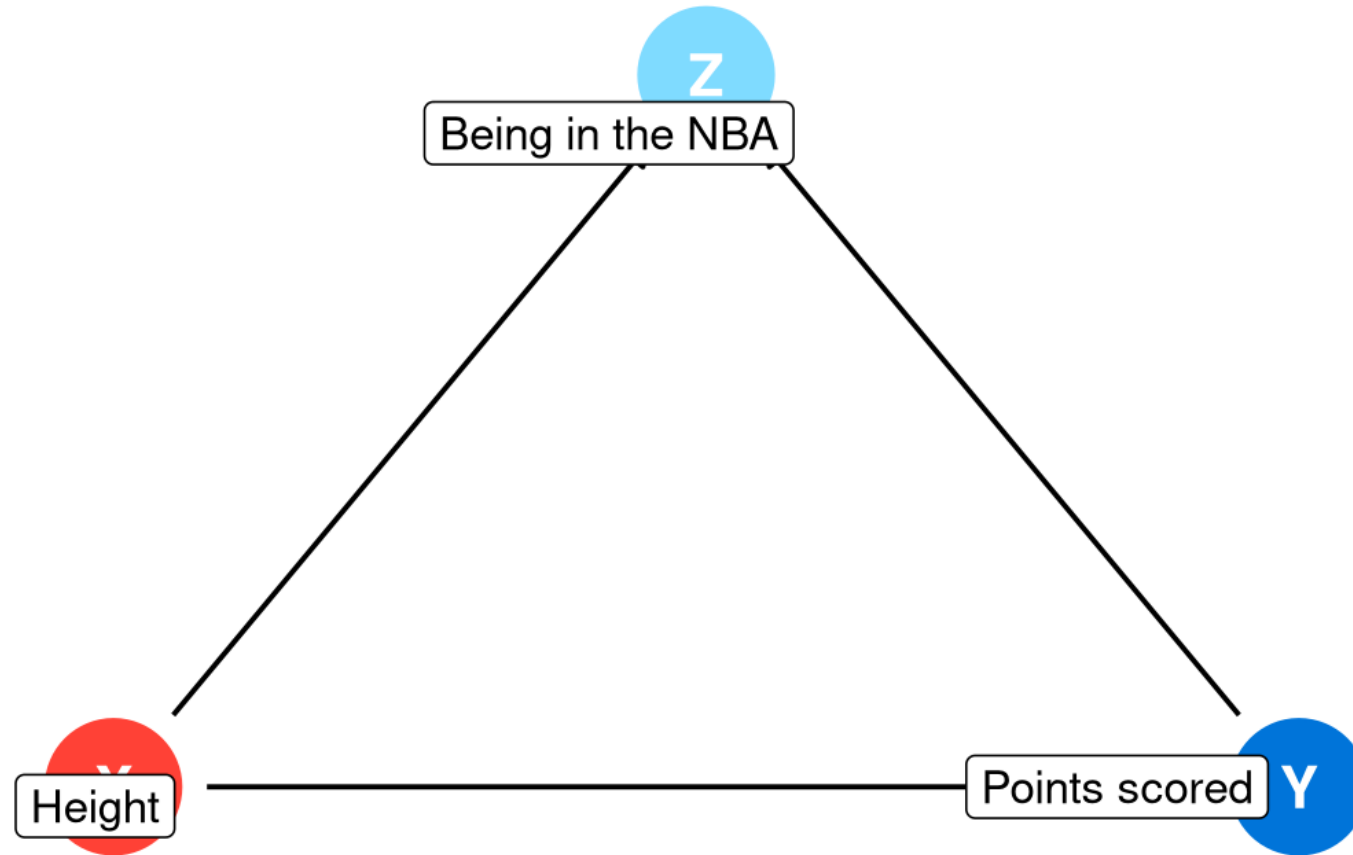 Z
Being in the NBA
Height
Points scored
Y